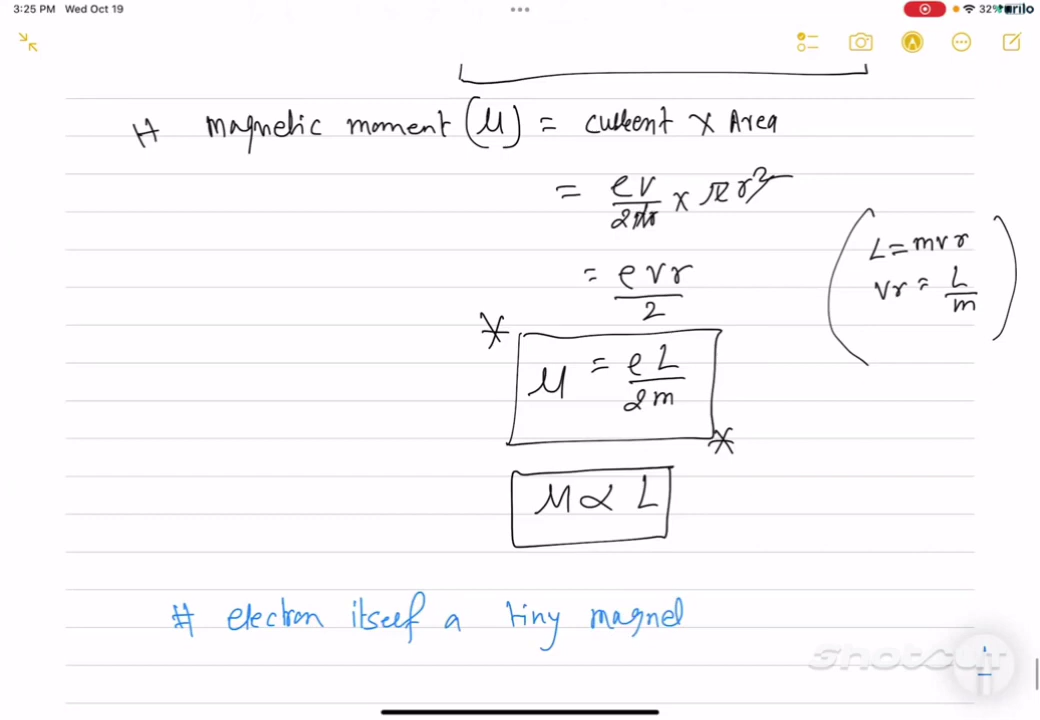 3:25 PM Wed Oct 19
32%
# magnetic moment (μ) = current × Area
= ev/2πr × πr²
= evr/2
L = mvr
vr = L/m
* μ = eL/2m *
μ ∝ L
# electron itself a tiny magnet
shotcut